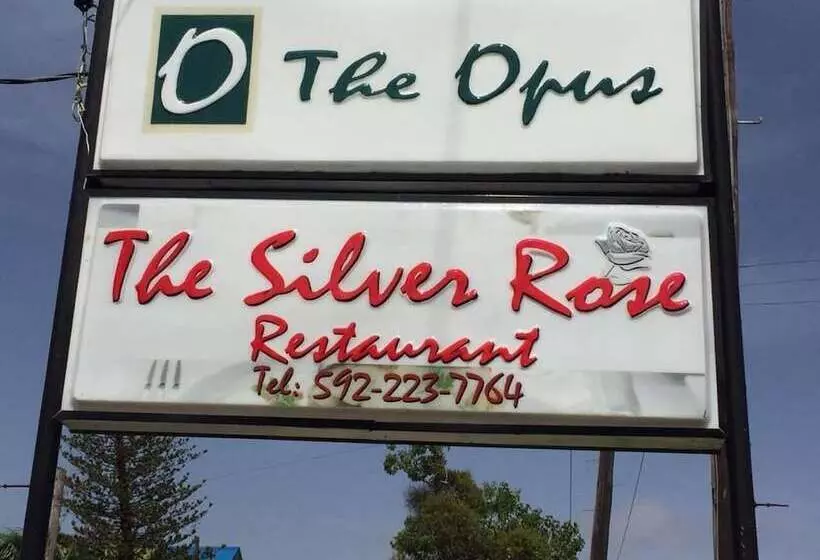 O The Opus
The Silver Rose
Restaurant
Tel: 592-223-7764